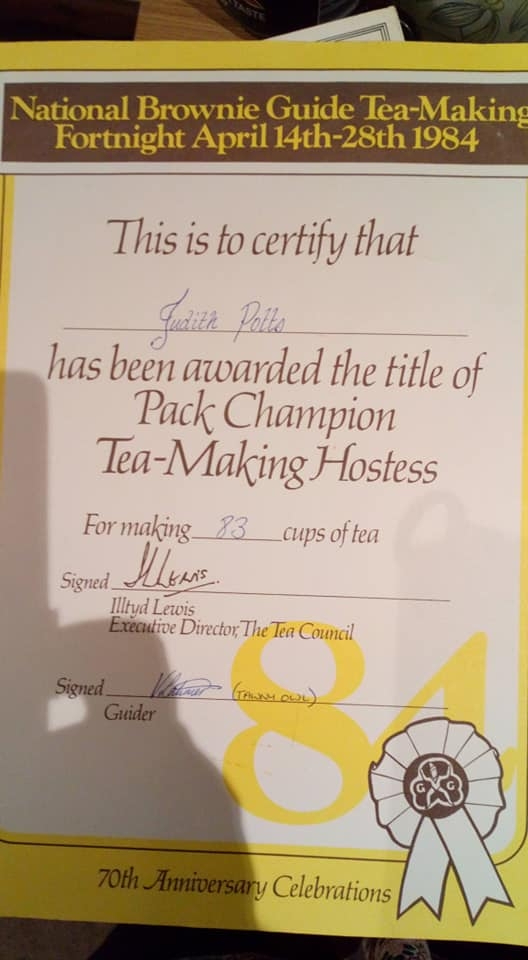 TASTE
National Brownie Guide Tea-Making
Fortnight April 14th-28th 1984
This is to certify that
Judith Potts
has been awarded the title of
Pack Champion
Tea-Making Hostess
For making 83 cups of tea
Signed Lewis.
Illtyd Lewis
Executive Director, The Tea Council
Signed (TAWNY OWL)
Guider
84
G G
70th Anniversary Celebrations